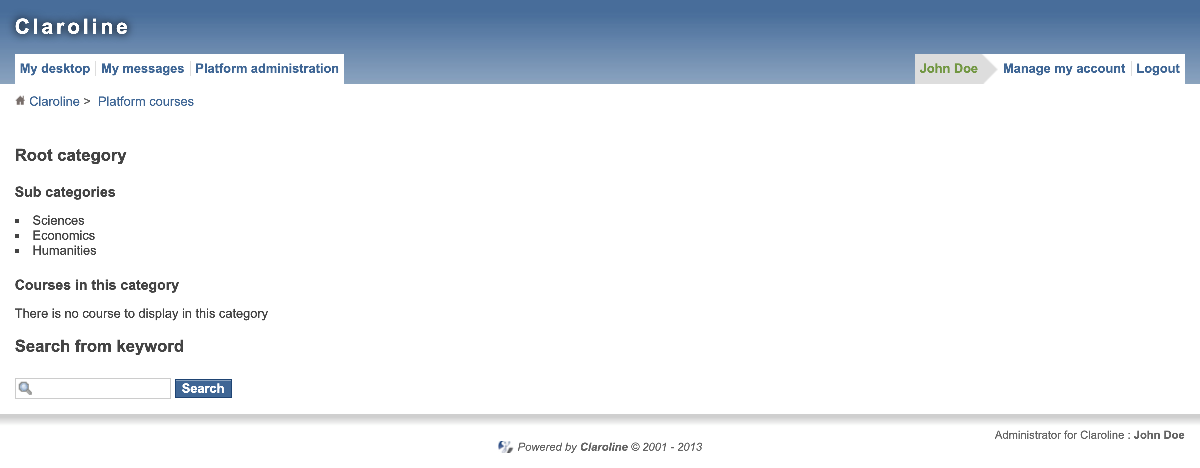 Claroline
My desktop My messages Platform administration John Doe Manage my account Logout
Claroline > Platform courses
Root category
Sub categories
Sciences
Economics
Humanities
Courses in this category
There is no course to display in this category
Search from keyword
Search
Administrator for Claroline : John Doe
Powered by Claroline © 2001 - 2013